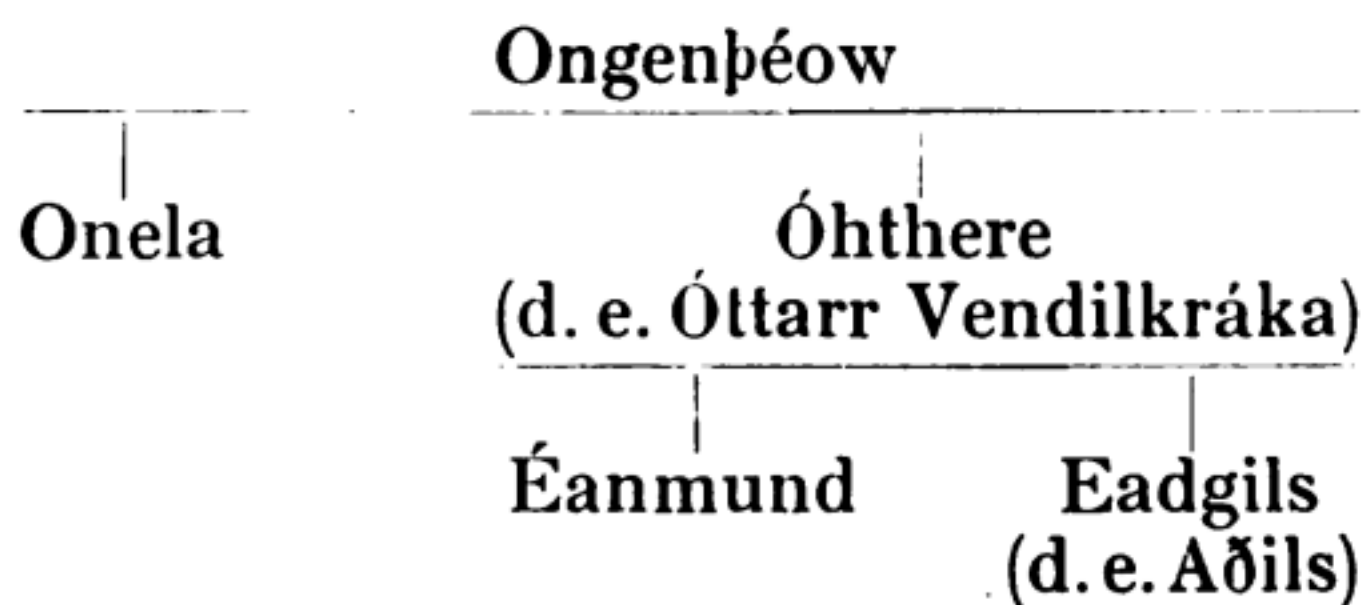 Ongenþéow
Onela Óhthere
(d. e. Óttarr Vendilkráka)
Éanmund Eadgils
(d. e. Aðils)